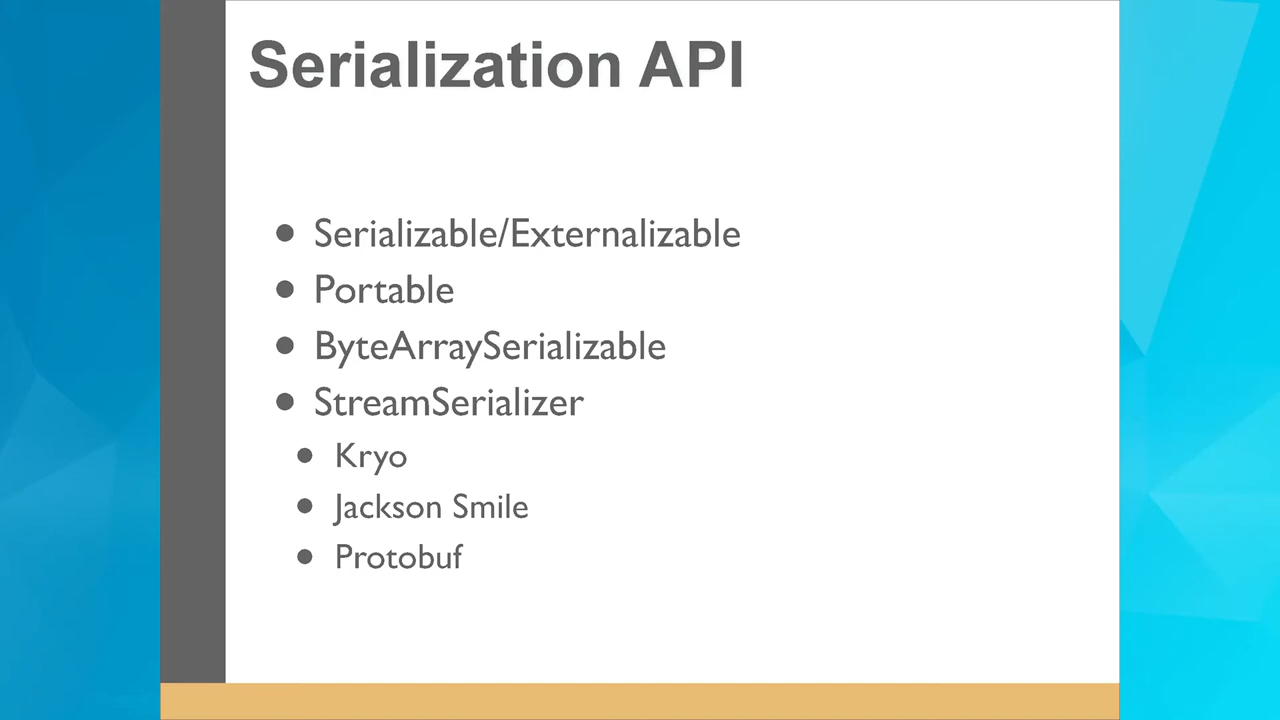 Serialization API
● Serializable/Externalizable
● Portable
● ByteArraySerializable
● StreamSerializer
● Kryo
● Jackson Smile
● Protobuf